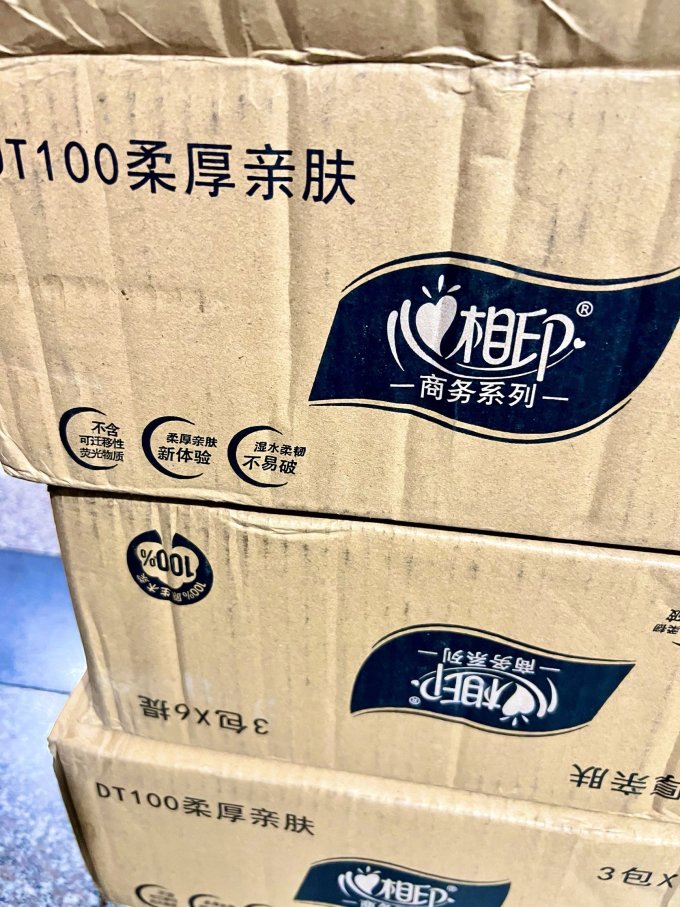 DT100柔厚亲肤
心相印®
商务系列
不含
可迁移性
荧光物质
柔厚亲肤
新体验
湿水柔韧
不易破
100%
3包X6提
心相印®
商务系列
亲肤
DT100柔厚亲肤
3包X
心相印